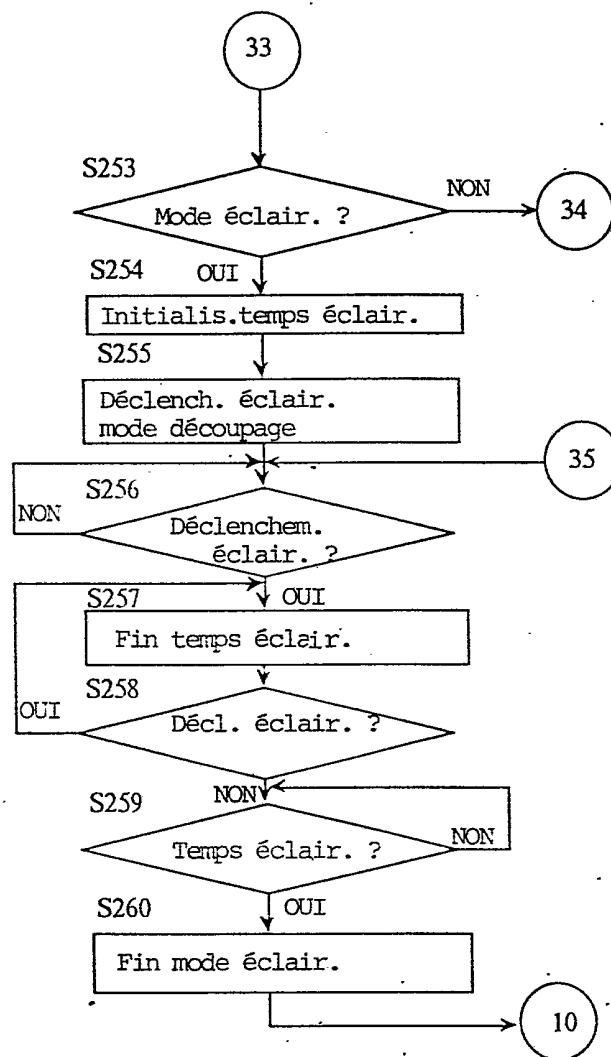 33
S253
NON
Mode éclair. ?
34
S254
OUI
Initialis.temps éclair.
S255
Déclench. éclair.
mode découpage
35
S256
NON
Déclenchem.
éclair. ?
S257
OUI
Fin temps éclair.
S258
OUI
Décl. éclair. ?
NON
S259
NON
Temps éclair. ?
S260
OUI
Fin mode éclair.
10